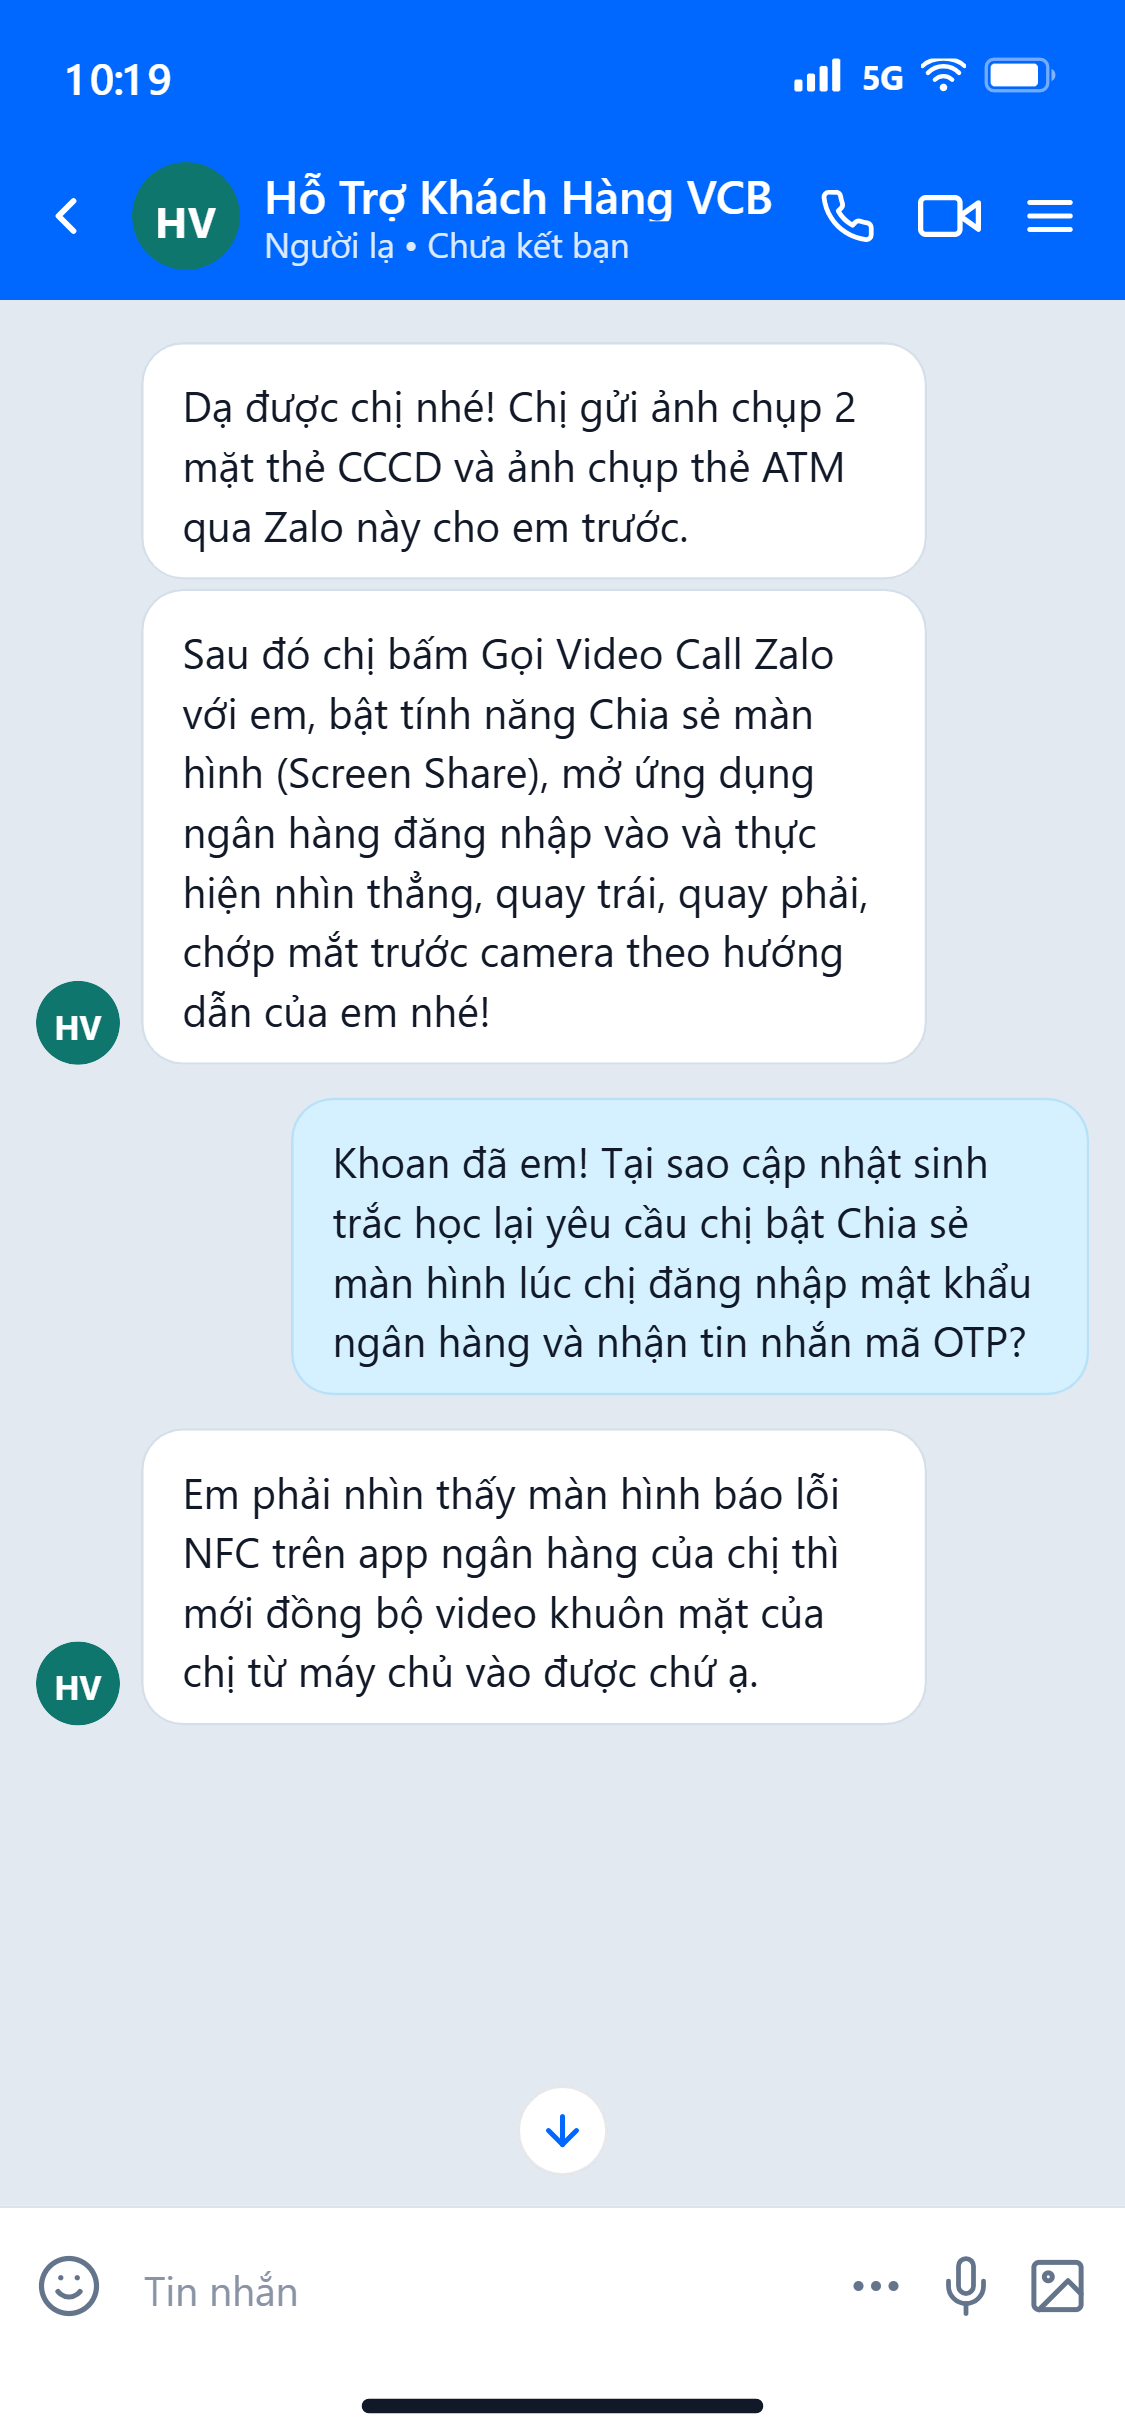 10:19
5G
HV
Hỗ Trợ Khách Hàng VCB
Người lạ • Chưa kết bạn
Dạ được chị nhé! Chị gửi ảnh chụp 2
mặt thẻ CCCD và ảnh chụp thẻ ATM
qua Zalo này cho em trước.
Sau đó chị bấm Gọi Video Call Zalo
với em, bật tính năng Chia sẻ màn
hình (Screen Share), mở ứng dụng
ngân hàng đăng nhập vào và thực
hiện nhìn thẳng, quay trái, quay phải,
chớp mắt trước camera theo hướng
dẫn của em nhé!
HV
Khoan đã em! Tại sao cập nhật sinh
trắc học lại yêu cầu chị bật Chia sẻ
màn hình lúc chị đăng nhập mật khẩu
ngân hàng và nhận tin nhắn mã OTP?
Em phải nhìn thấy màn hình báo lỗi
NFC trên app ngân hàng của chị thì
mới đồng bộ video khuôn mặt của
chị từ máy chủ vào được chứ ạ.
HV
Tin nhắn